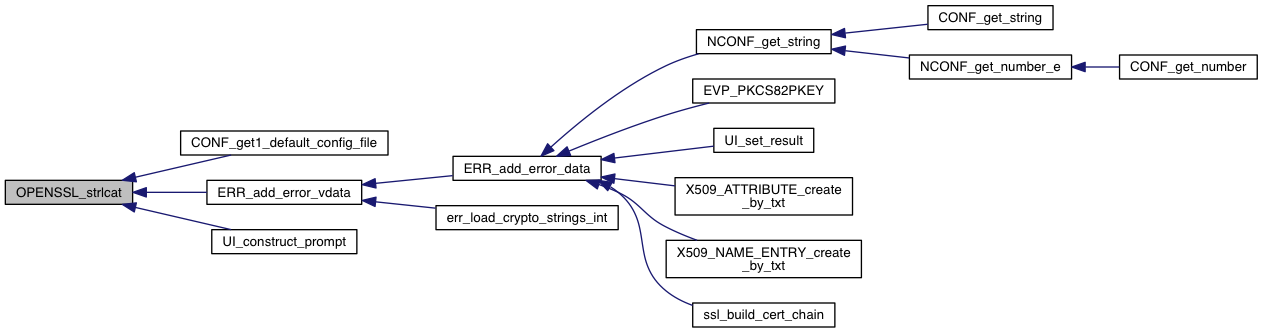 CONF_get_string
NCONF_get_string
NCONF_get_number_e
CONF_get_number
EVP_PKCS82PKEY
CONF_get1_default_config_file
UI_set_result
ERR_add_error_data
OPENSSL_strlcat
ERR_add_error_vdata
X509_ATTRIBUTE_create
_by_txt
err_load_crypto_strings_int
UI_construct_prompt
X509_NAME_ENTRY_create
_by_txt
ssl_build_cert_chain